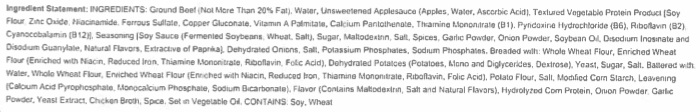 Ingredient Statement: INGREDIENTS: Ground Beef (Not More Than 20% Fat), Water, Unsweetened Applesauce (Apples, Water, Ascorbic Acid), Textured Vegetable Protein Product [Soy
Flour, Zinc Oxide, Niacinamide, Ferrous Sulfate, Copper Gluconate, Vitamin A Palmitate, Calcium Pantothenate, Thiamine Mononitrate (B1), Pyridoxine Hydrochloride (B6), Riboflavin (B2),
Cyanocobalamin (B12)], Seasoning [Soy Sauce (Fermented Soybeans, Wheat, Salt), Sugar, Maltodextrin, Salt, Spices, Garlic Powder, Onion Powder, Soybean Oil, Disodium Inosinate and
Disodium Guanylate, Natural Flavors, Extractive of Paprika], Dehydrated Onions, Salt, Potassium Phosphates, Sodium Phosphates. Breaded with: Whole Wheat Flour, Enriched Wheat
Flour (Enriched with Niacin, Reduced Iron, Thiamine Mononitrate, Riboflavin, Folic Acid), Dehydrated Potatoes (Potatoes, Mono and Diglycerides, Dextrose), Yeast, Sugar, Salt. Battered with:
Water, Whole Wheat Flour, Enriched Wheat Flour (Enriched with Niacin, Reduced Iron, Thiamine Mononitrate, Riboflavin, Folic Acid), Potato Flour, Salt, Modified Corn Starch, Leavening
(Calcium Acid Pyrophosphate, Monocalcium Phosphate, Sodium Bicarbonate), Flavor (Contains Maltodextrin, Salt and Natural Flavors), Hydrolyzed Corn Protein, Onion Powder, Garlic
Powder, Yeast Extract, Chicken Broth, Spice. Set in Vegetable Oil. CONTAINS: Soy, Wheat